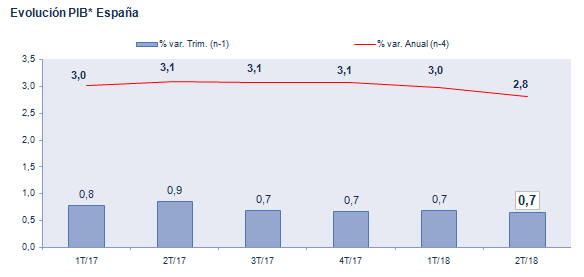 Evolución PIB* España
% var. Trim. (n-1)
% var. Anual (n-4)
3,5
3,0
2,5
2,0
1,5
1,0
0,5
0,0
3,0
3,1
3,1
3,1
3,0
2,8
0,8
0,9
0,7
0,7
0,7
0,7
1T/17
2T/17
3T/17
4T/17
1T/18
2T/18